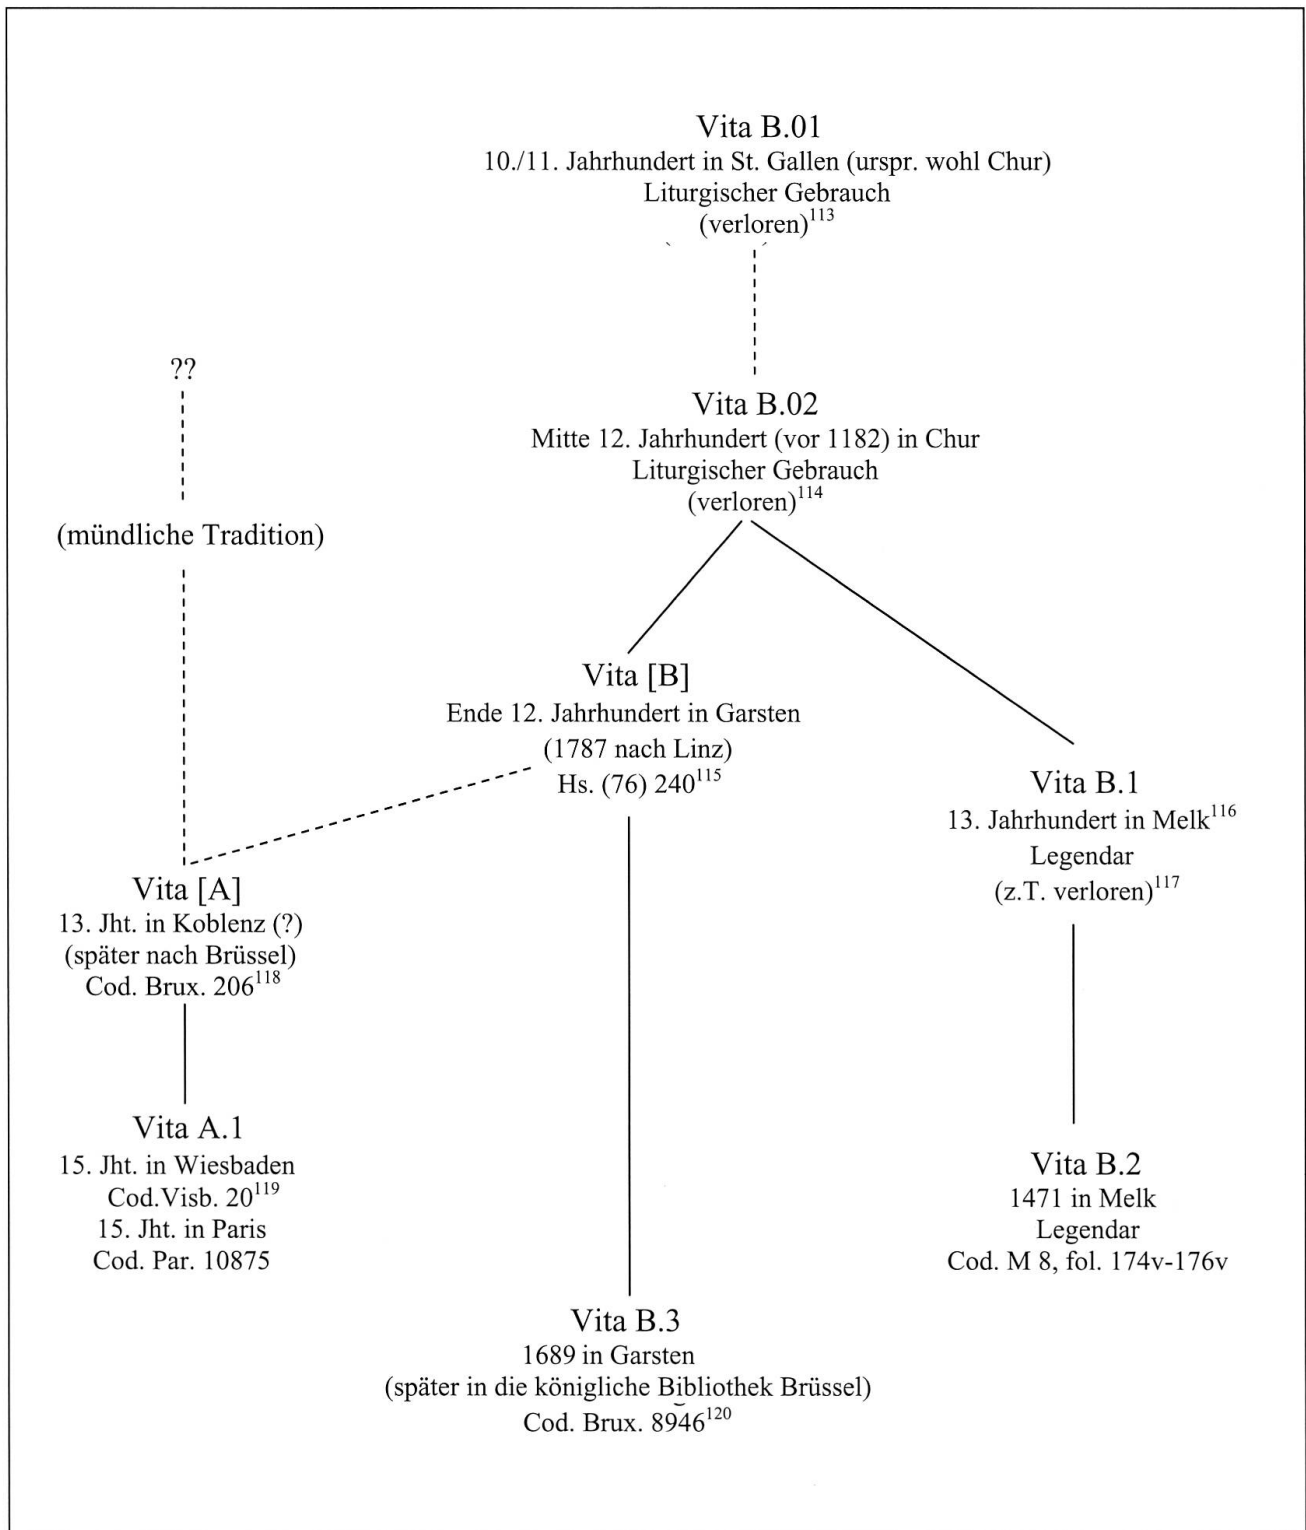 Vita B.01
10./11. Jahrhundert in St. Gallen (urspr. wohl Chur)
Liturgischer Gebrauch
(verloren)113
??
Vita B.02
Mitte 12. Jahrhundert (vor 1182) in Chur
Liturgischer Gebrauch
(verloren)114
(mündliche Tradition)
Vita [B]
Ende 12. Jahrhundert in Garsten
(1787 nach Linz)
Hs. (76) 240115
Vita B.1
13. Jahrhundert in Melk116
Legendar
(z.T. verloren)117
Vita [A]
13. Jht. in Koblenz (?)
(später nach Brüssel)
Cod. Brux. 206118
Vita A.1
15. Jht. in Wiesbaden
Cod.Visb. 20119
15. Jht. in Paris
Cod. Par. 10875
Vita B.2
1471 in Melk
Legendar
Cod. M 8, fol. 174v-176v
Vita B.3
1689 in Garsten
(später in die königliche Bibliothek Brüssel)
Cod. Brux. 8946120